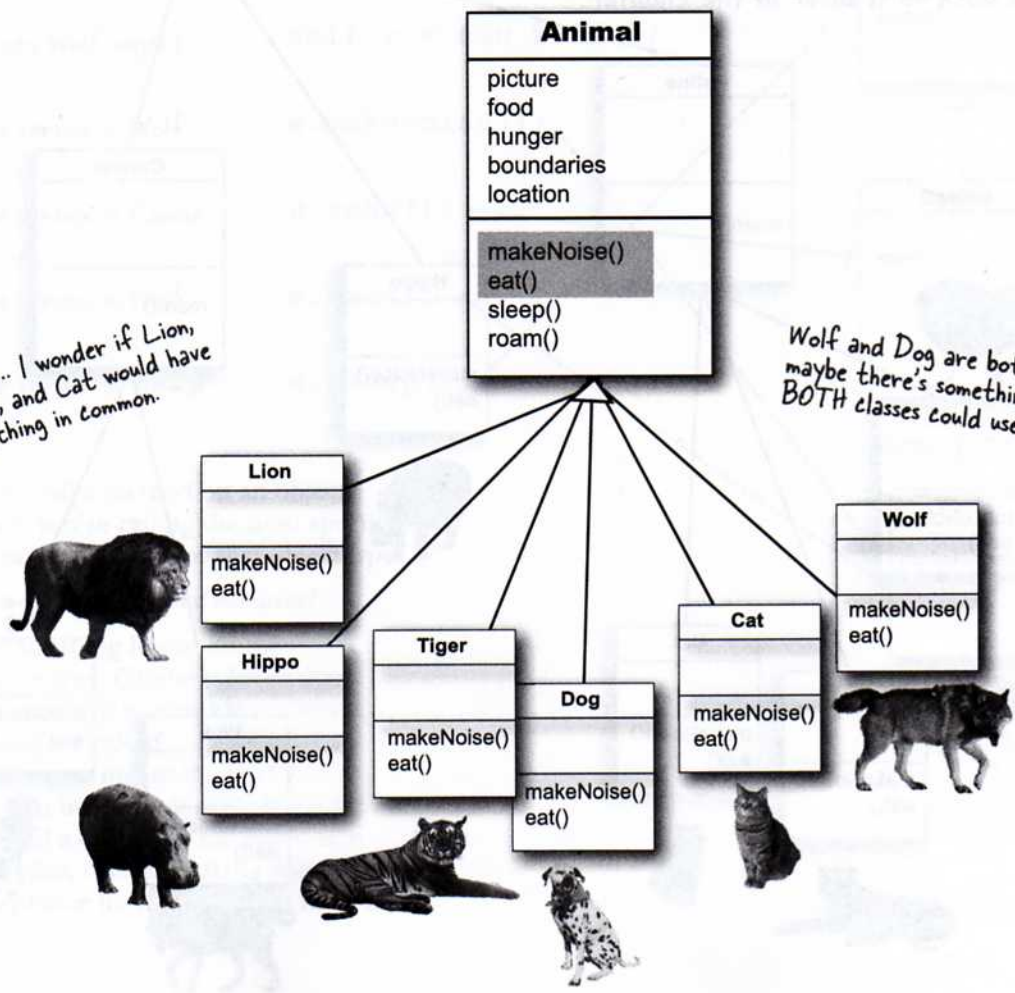 Animal
picture
food
hunger
boundaries
location
makeNoise()
eat()
sleep()
roam()
... I wonder if Lion,
, and Cat would have
thing in common.
Wolf and Dog are bot
maybe there's somethin
BOTH classes could use
Lion
makeNoise()
eat()
Hippo
makeNoise()
eat()
Tiger
makeNoise()
eat()
Dog
makeNoise()
eat()
Cat
makeNoise()
eat()
Wolf
makeNoise()
eat()